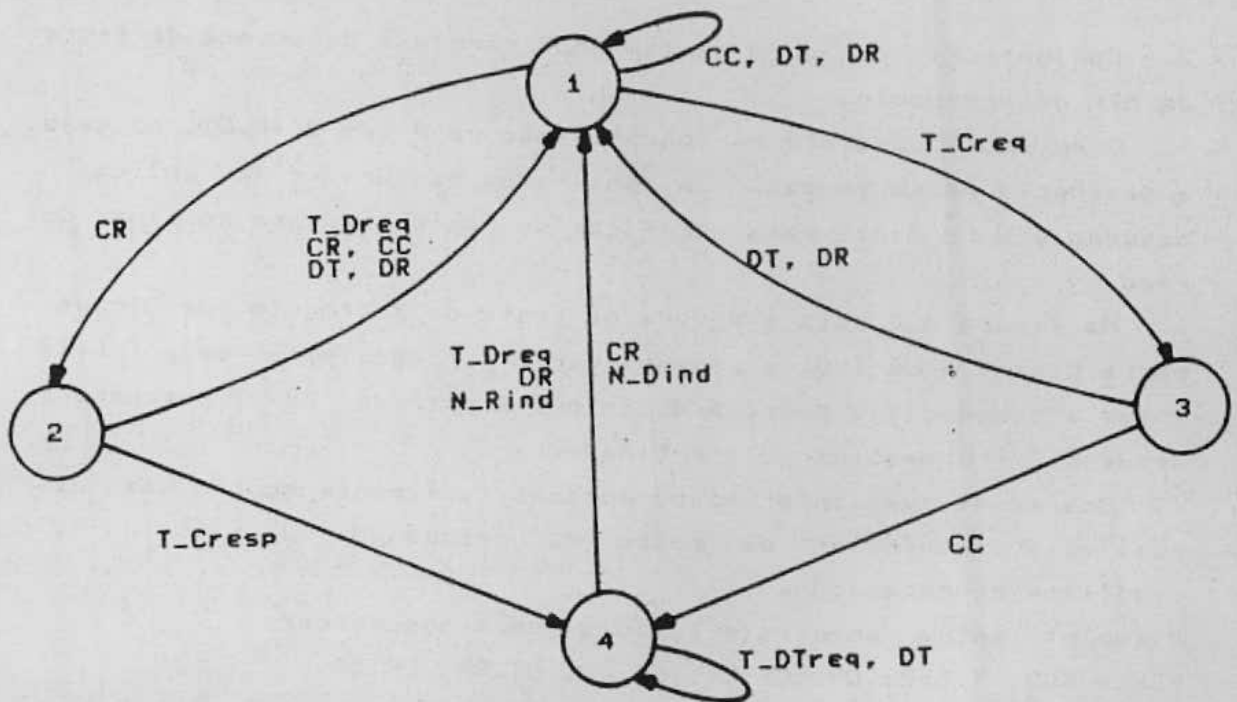 1
CC, DT, DR
T_Creq
CR
T_Dreq
CR, CC
DT, DR
DT, DR
T_Dreq
DR
N_Rind
CR
N_Dind
2
3
T_Cresp
CC
4
T_DTreq, DT